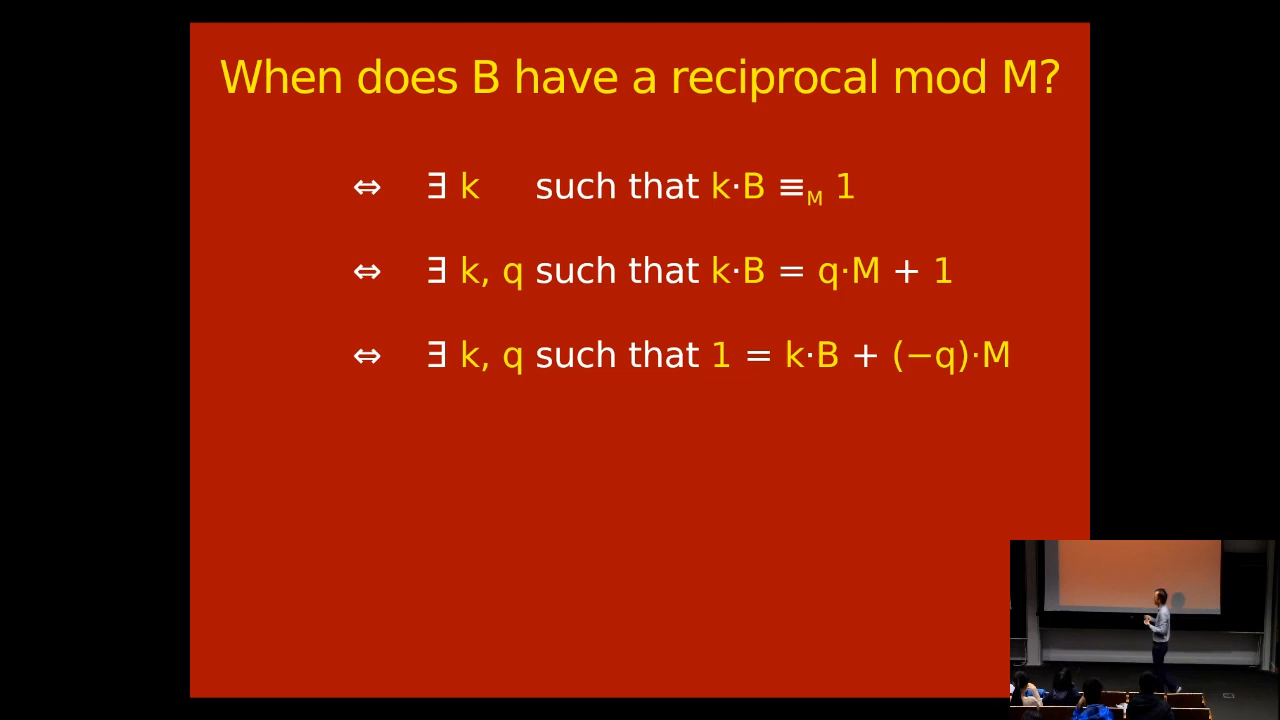 When does B have a reciprocal mod M?
⇔ ∃ k such that k·B ≡M 1
⇔ ∃ k, q such that k·B = q·M + 1
⇔ ∃ k, q such that 1 = k·B + (−q)·M